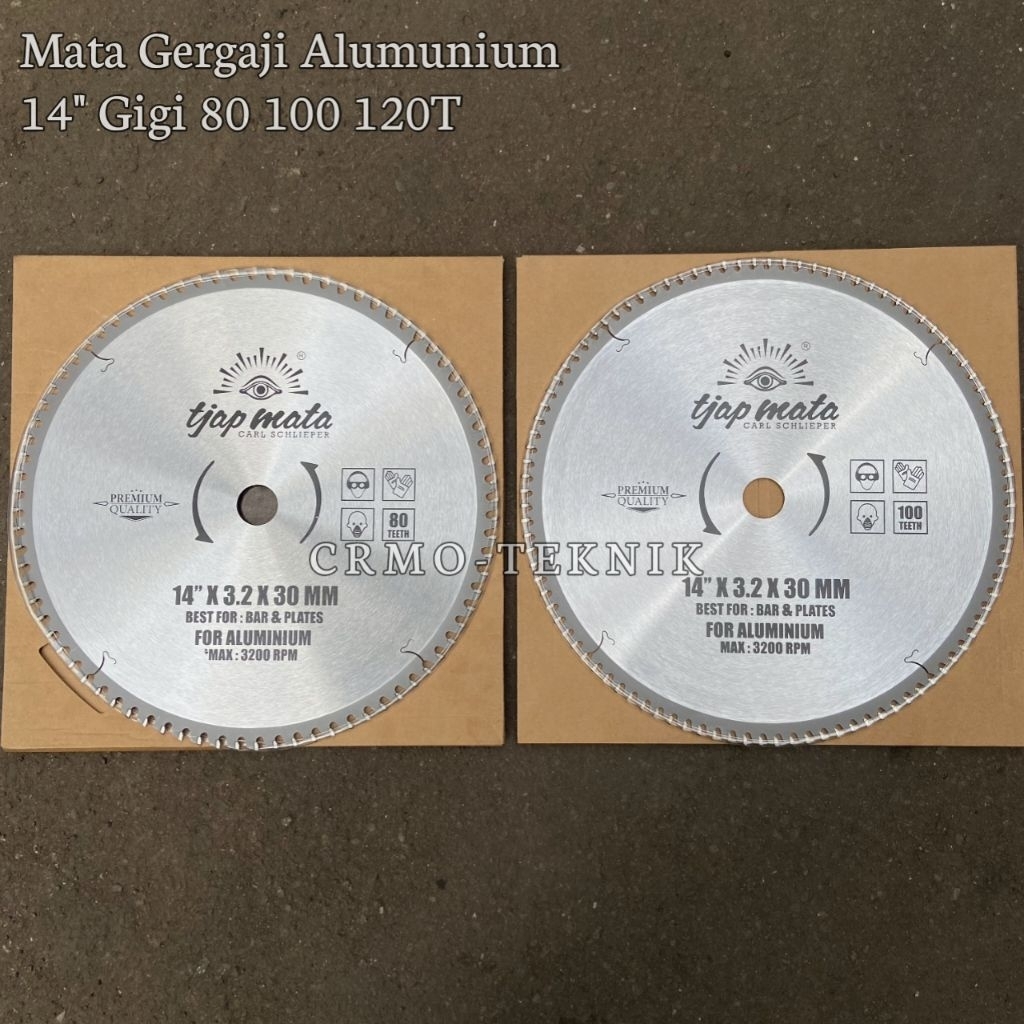 Mata Gergaji Alumunium
14" Gigi 80 100 120T
®
tjap mata
CARL SCHLIEPER
PREMIUM
QUALITY
80
TEETH
14” X 3.2 X 30 MM
BEST FOR : BAR & PLATES
FOR ALUMINIUM
MAX : 3200 RPM
®
tjap mata
CARL SCHLIEPER
PREMIUM
QUALITY
100
TEETH
14” X 3.2 X 30 MM
BEST FOR : BAR & PLATES
FOR ALUMINIUM
MAX : 3200 RPM
CRMO-TEKNIK